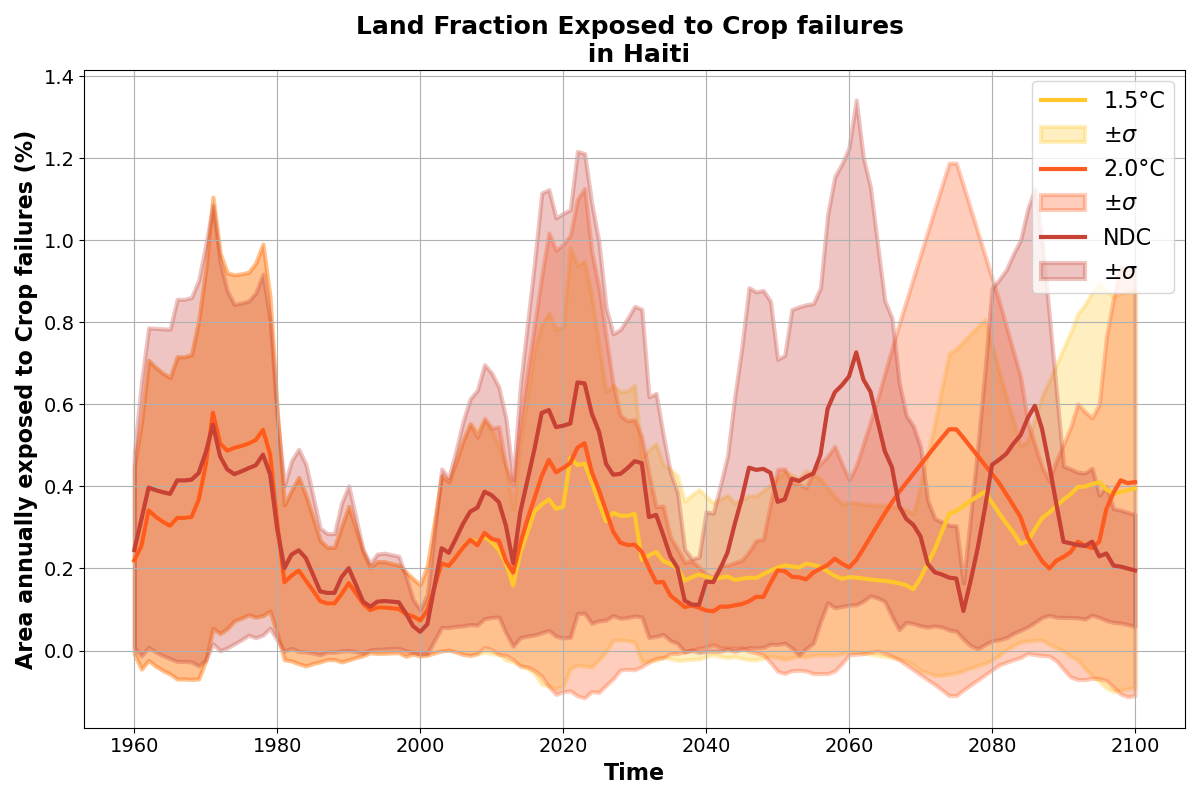 Land Fraction Exposed to Crop failures
in Haiti
Area annually exposed to Crop failures (%)
1.4
1.2
1.0
0.8
0.6
0.4
0.2
0.0
1.5°C
±σ
2.0°C
±σ
NDC
±σ
1960 1980 2000 2020 2040 2060 2080 2100
Time